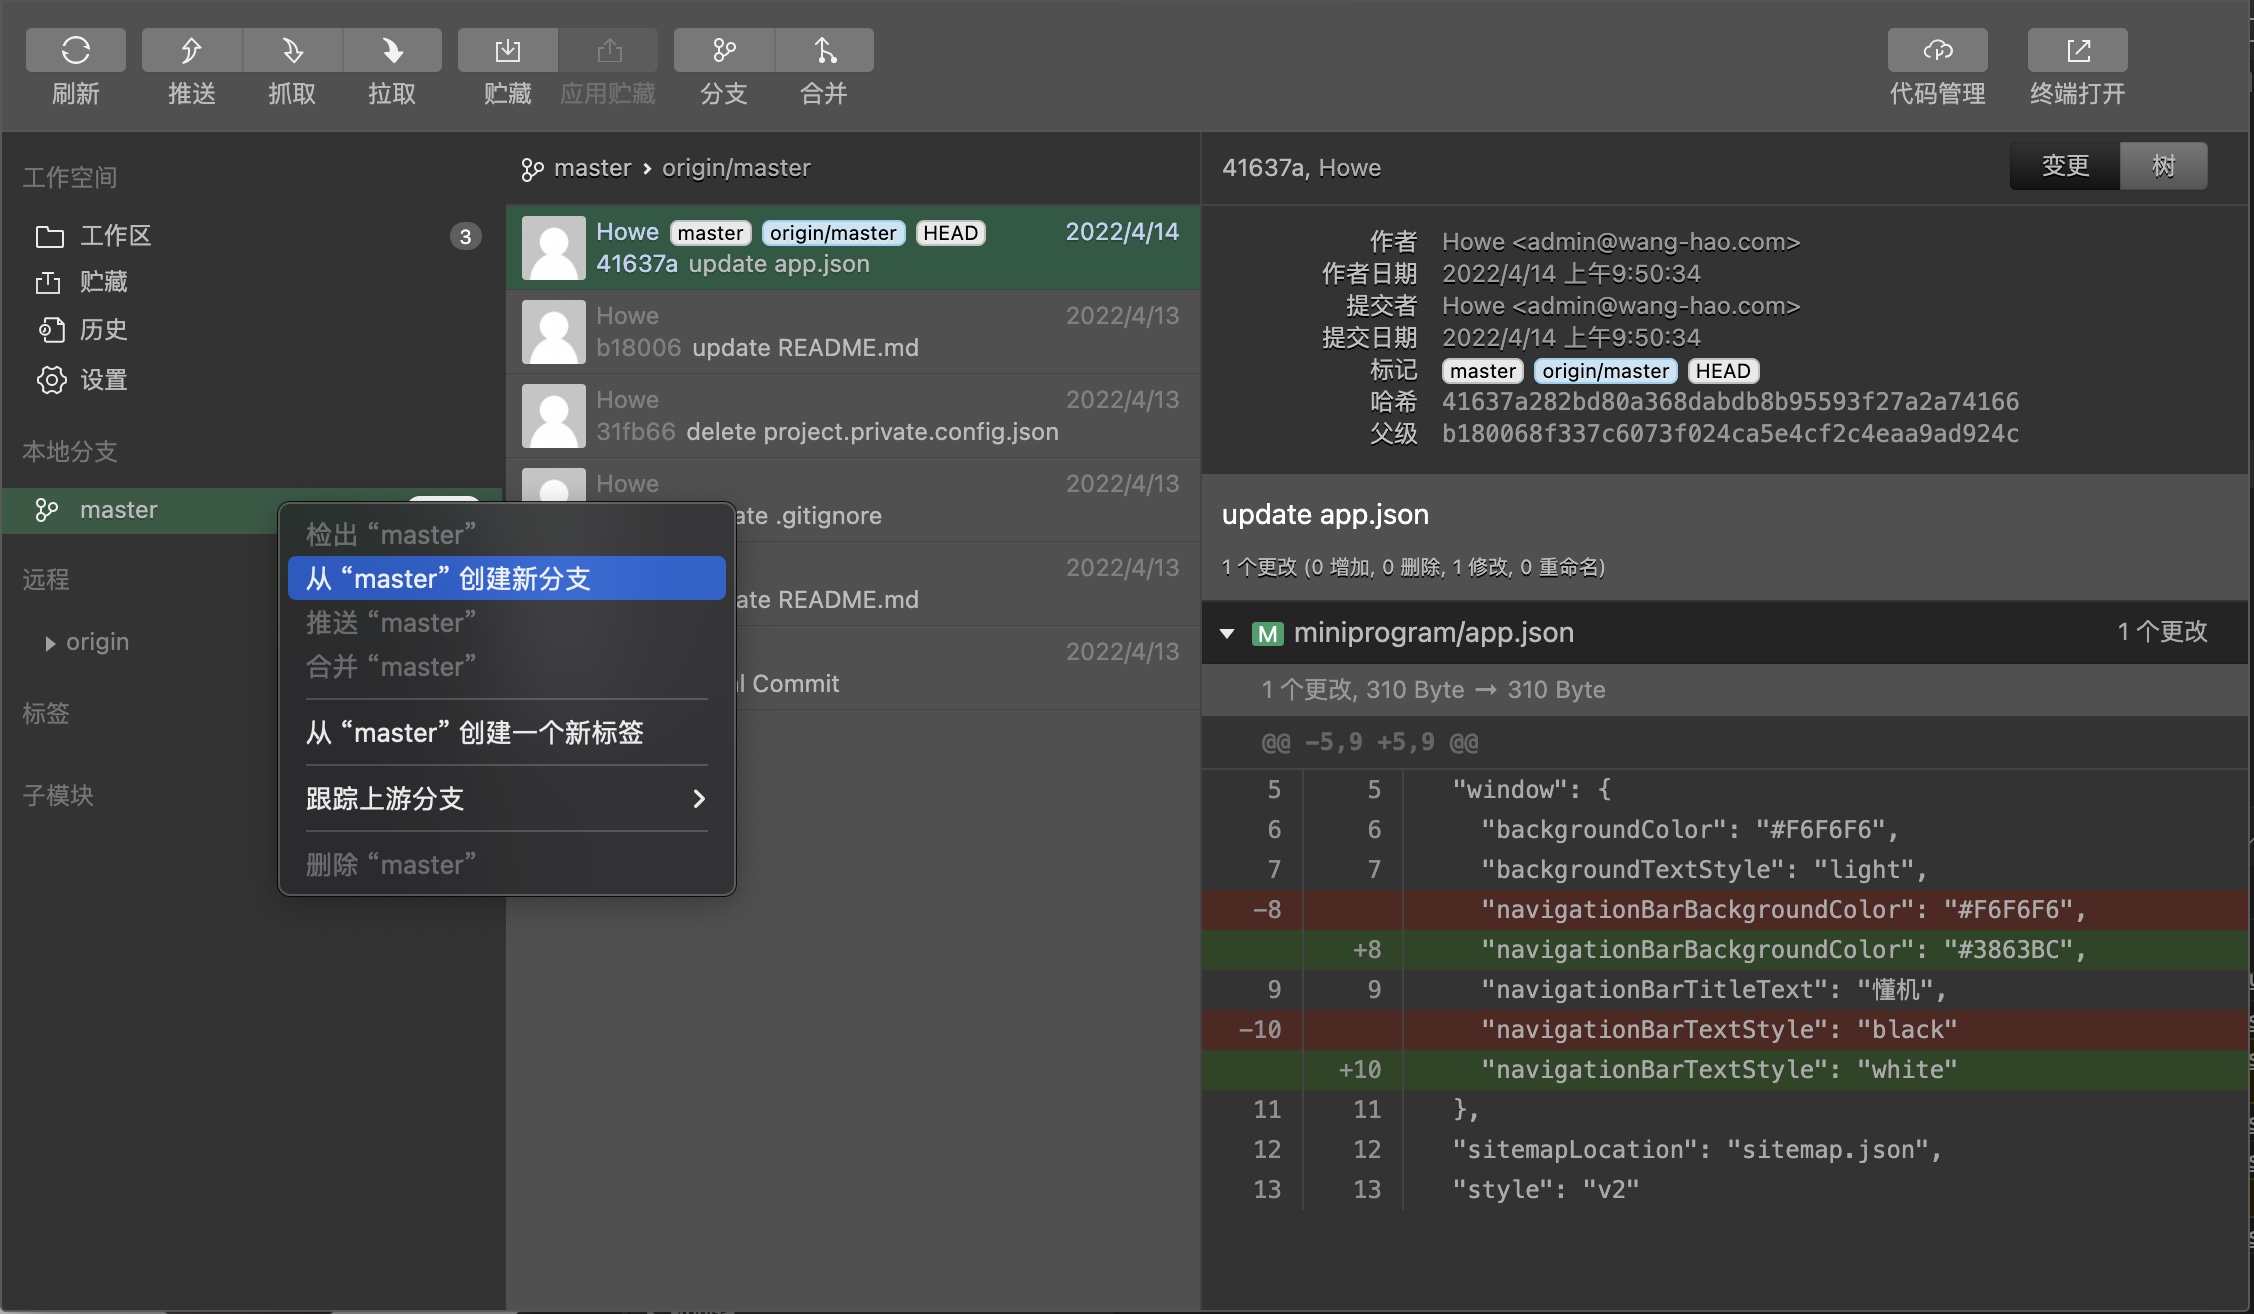 刷新 推送 抓取 拉取 贮藏 应用贮藏 分支 合并 代码管理 终端打开
工作空间
工作区 3
贮藏
历史
设置
本地分支
master
远程
origin
标签
子模块
检出 “master”
从 “master” 创建新分支
推送 “master”
合并 “master”
从 “master” 创建一个新标签
跟踪上游分支
删除 “master”
master › origin/master
Howe master origin/master HEAD 2022/4/14
41637a update app.json
Howe 2022/4/13
b18006 update README.md
Howe 2022/4/13
31fb66 delete project.private.config.json
Howe 2022/4/13
ate .gitignore
2022/4/13
ate README.md
2022/4/13
l Commit
41637a, Howe 变更 树
作者 Howe <admin@wang-hao.com>
作者日期 2022/4/14 上午9:50:34
提交者 Howe <admin@wang-hao.com>
提交日期 2022/4/14 上午9:50:34
标记 master origin/master HEAD
哈希 41637a282bd80a368dabdb8b95593f27a2a74166
父级 b180068f337c6073f024ca5e4cf2c4eaa9ad924c
update app.json
1 个更改 (0 增加, 0 删除, 1 修改, 0 重命名)
M miniprogram/app.json 1 个更改
1 个更改, 310 Byte → 310 Byte
@@ −5,9 +5,9 @@
5 5 "window": {
6 6 "backgroundColor": "#F6F6F6",
7 7 "backgroundTextStyle": "light",
−8 "navigationBarBackgroundColor": "#F6F6F6",
+8 "navigationBarBackgroundColor": "#3863BC",
9 9 "navigationBarTitleText": "懂机",
−10 "navigationBarTextStyle": "black"
+10 "navigationBarTextStyle": "white"
11 11 },
12 12 "sitemapLocation": "sitemap.json",
13 13 "style": "v2"